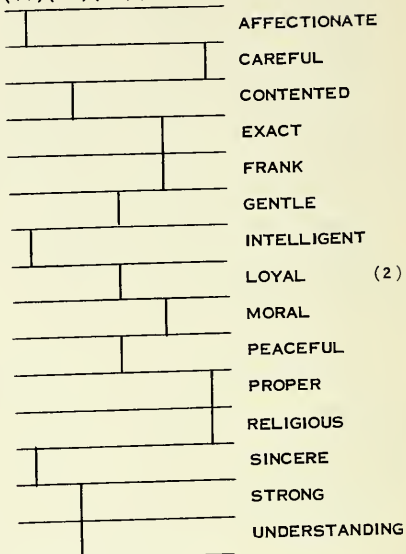 AFFECTIONATE
CAREFUL
CONTENTED
EXACT
FRANK
GENTLE
INTELLIGENT
LOYAL (2)
MORAL
PEACEFUL
PROPER
RELIGIOUS
SINCERE
STRONG
UNDERSTANDING